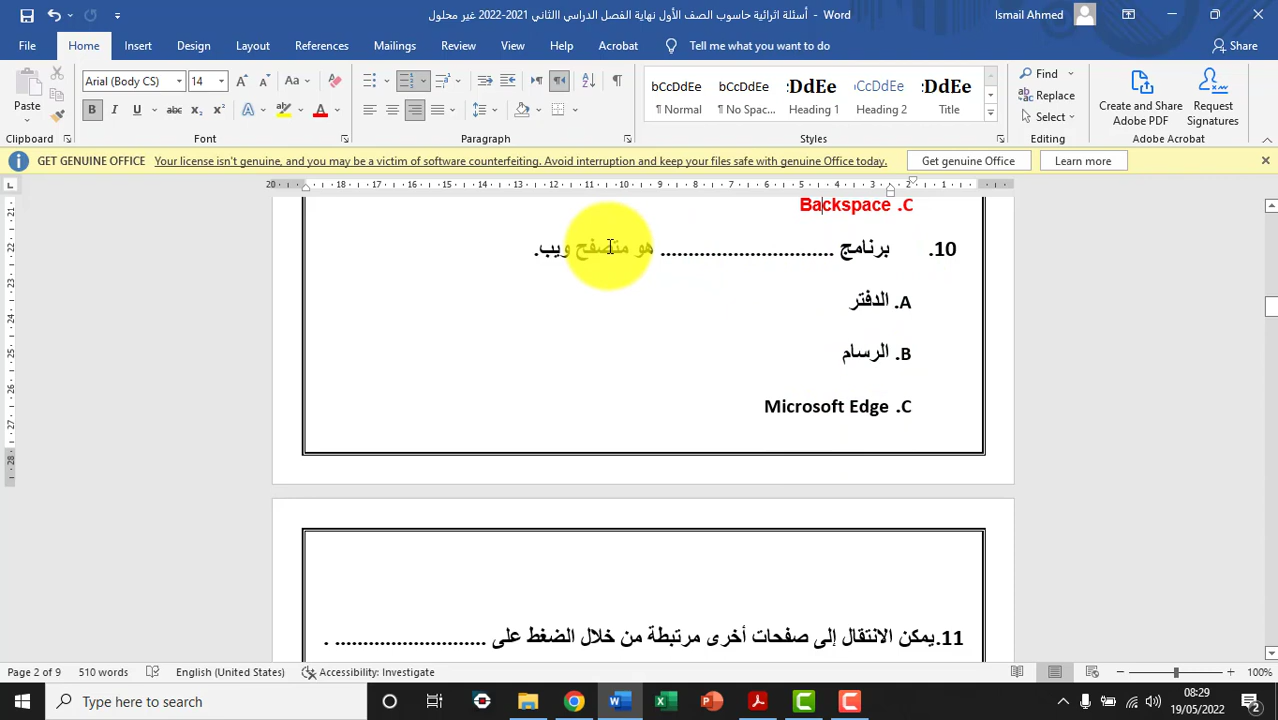 أسئلة اثرائية حاسوب الصف الأول نهاية الفصل الدراسي االثاني 2021-2022 غير محلول - Word
Ismail Ahmed
File Home Insert Design Layout References Mailings Review View Help Acrobat Tell me what you want to do Share
Paste
Clipboard
Arial (Body CS) 14
Font
Paragraph
AaBbCcDdEe
¶ Normal
¶ No Spac...
Heading 1
Heading 2
Title
Styles
Find
Replace
Select
Editing
Create and Share Adobe PDF
Request Signatures
Adobe Acrobat
GET GENUINE OFFICE Your license isn't genuine, and you may be a victim of software counterfeiting. Avoid interruption and keep your files safe with genuine Office today. Get genuine Office Learn more
C. Backspace
10. برنامج ............................... هو متصفح ويب.
A. الدفتر
B. الرسام
C. Microsoft Edge
11.يمكن الانتقال إلى صفحات أخرى مرتبطة من خلال الضغط على ........................... .
Page 2 of 9 510 words English (United States) Accessibility: Investigate 100%
Type here to search
08:29
19/05/2022